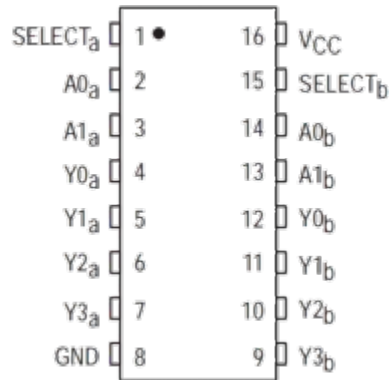 SELECTa 1 16 VCC
A0a 2 15 SELECTb
A1a 3 14 A0b
Y0a 4 13 A1b
Y1a 5 12 Y0b
Y2a 6 11 Y1b
Y3a 7 10 Y2b
GND 8 9 Y3b